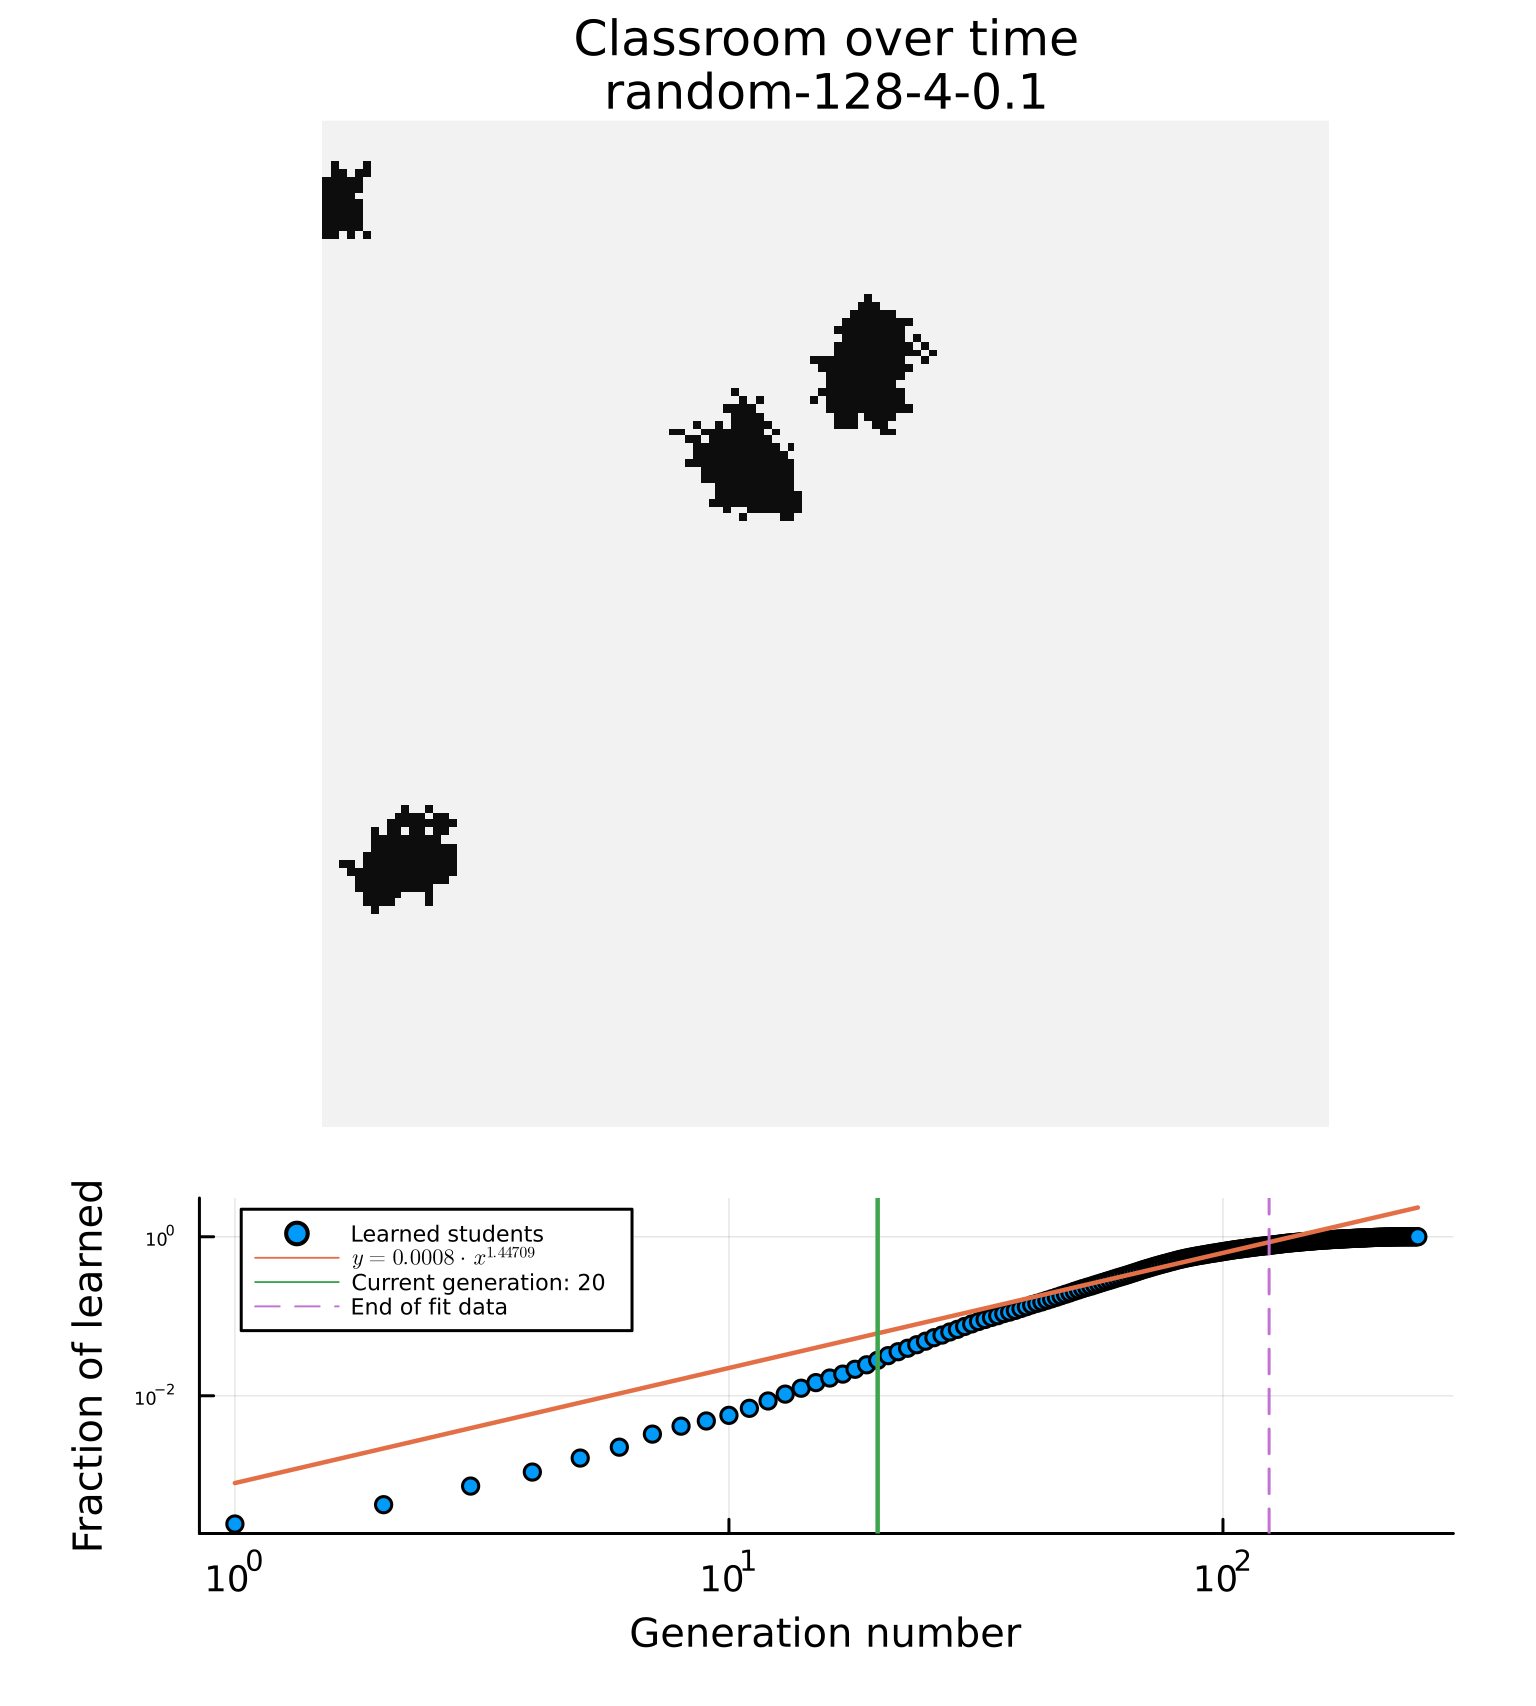 Classroom over time
random-128-4-0.1
Fraction of learned
10^0
10^-2
Learned students
y = 0.0008 · x^1.44709
Current generation: 20
End of fit data
10^0 10^1 10^2
Generation number